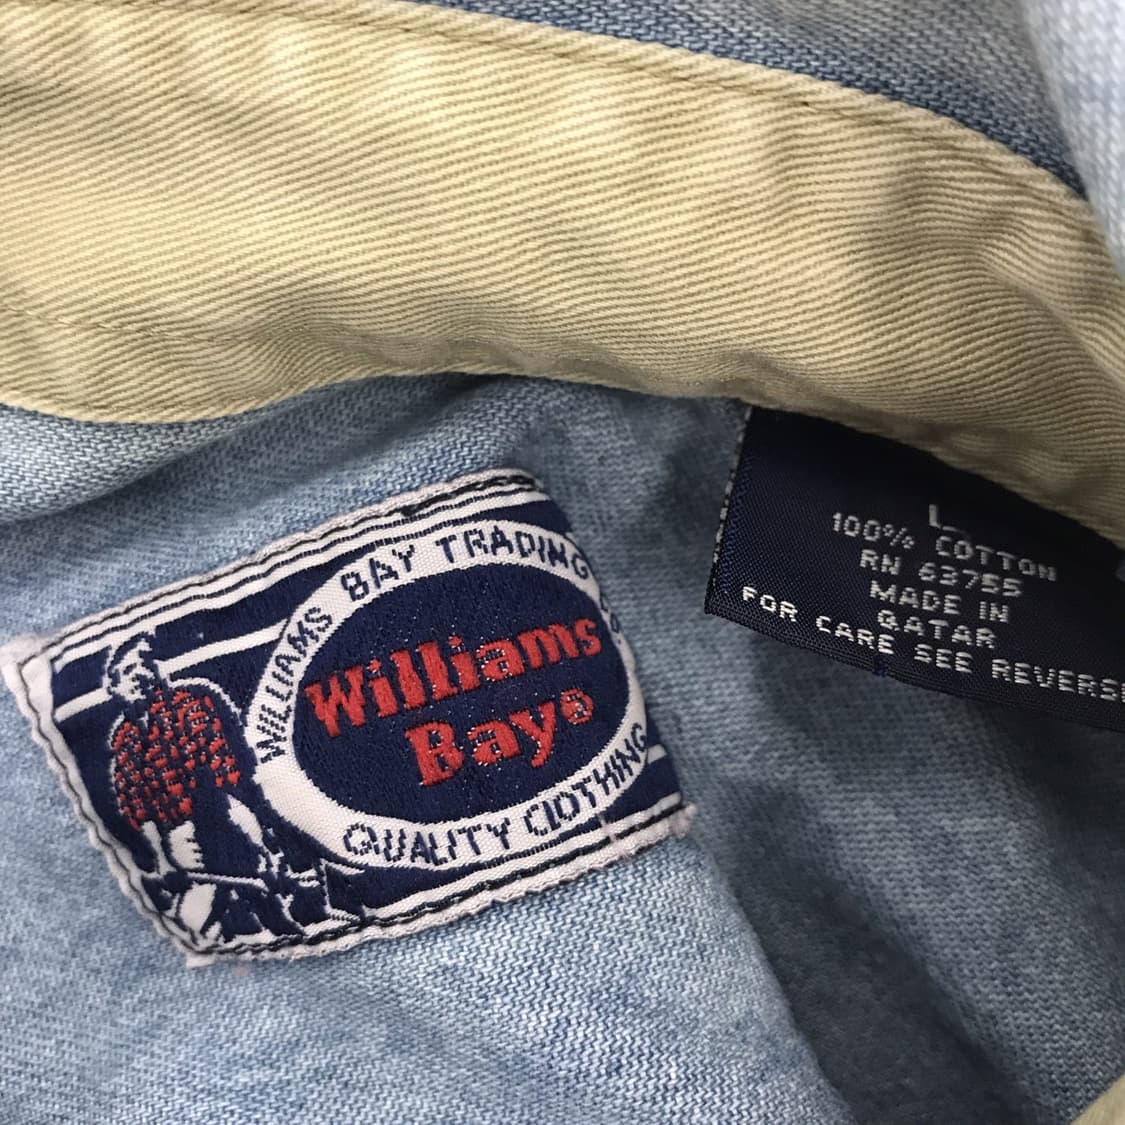 WILLIAMS BAY TRADING CO.
Williams
Bay®
QUALITY CLOTHING
L
100% COTTON
RN 63755
MADE IN
QATAR
FOR CARE SEE REVERSE